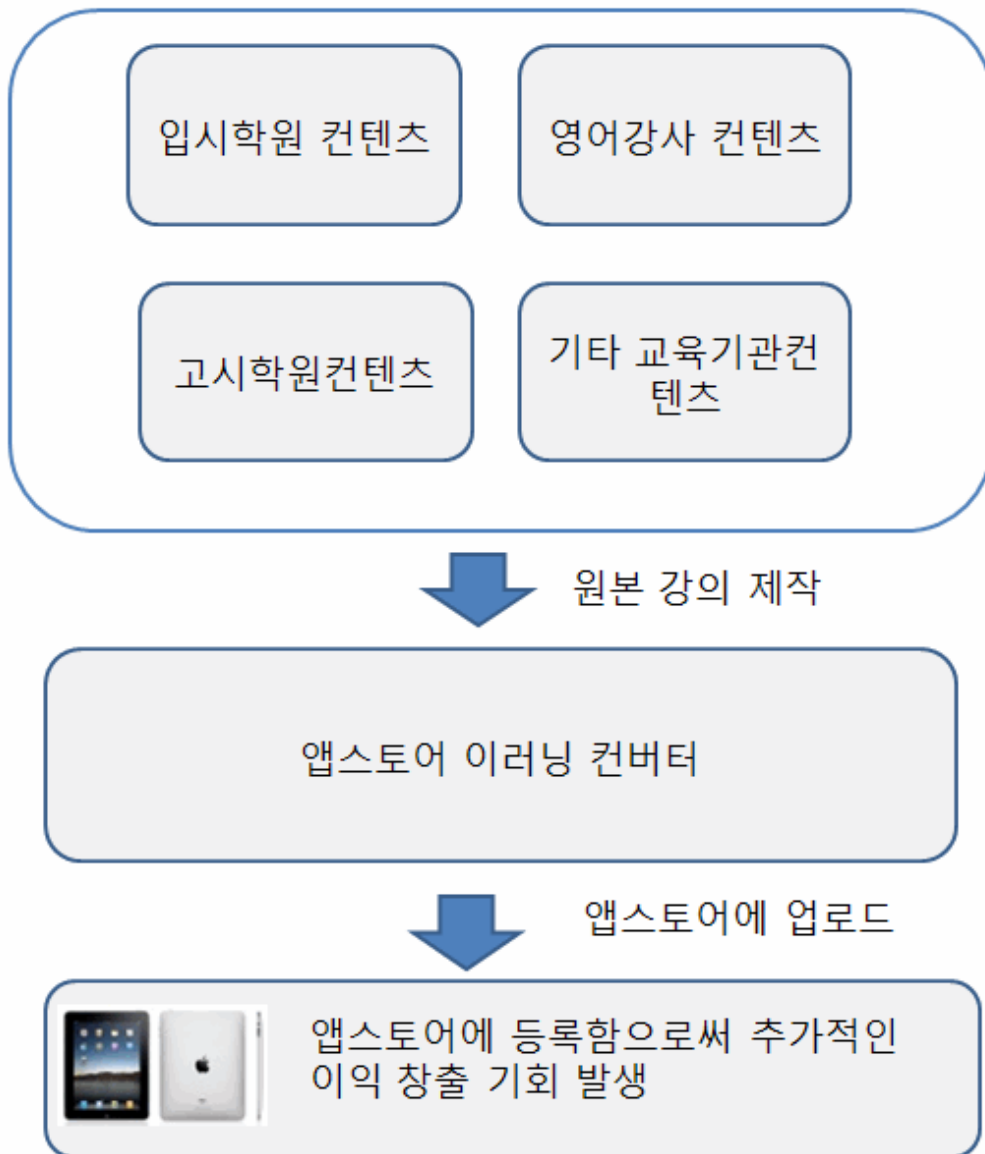 입시학원 컨텐츠
영어강사 컨텐츠
고시학원컨텐츠
기타 교육기관컨
텐츠
원본 강의 제작
앱스토어 이러닝 컨버터
앱스토어에 업로드
앱스토어에 등록함으로써 추가적인
이익 창출 기회 발생